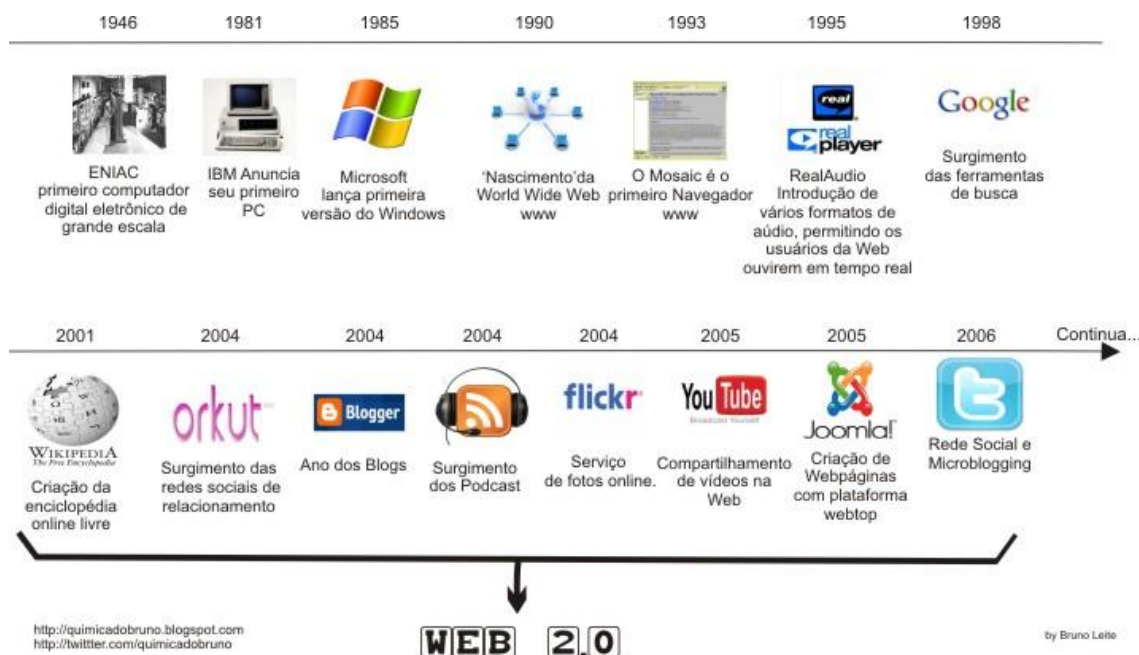 1946 1981 1985 1990 1993 1995 1998
ENIAC
primeiro computador
digital eletrônico de
grande escala
IBM Anuncia
seu primeiro
PC
Microsoft
lança primeira
versão do Windows
'Nascimento'da
World Wide Web
www
O Mosaic é o
primeiro Navegador
www
real
real
player
RealAudio
Introdução de
vários formatos de
aúdio, permitindo os
usuários da Web
ouvirem em tempo real
Google
Surgimento
das ferramentas
de busca
2001 2004 2004 2004 2004 2005 2005 2006 Continua...
WIKIPEDIA
The Free Encyclopedia
Criação da
enciclopédia
online livre
orkut
Surgimento das
redes sociais de
relacionamento
Blogger
Ano dos Blogs
Surgimento
dos Podcast
flickr
Serviço
de fotos online.
YouTube
Broadcast Yourself
Compartilhamento
de vídeos na
Web
Joomla!
Criação de
Webpáginas
com plataforma
webtop
Rede Social e
Microblogging
http://quimicadobruno.blogspot.com
http://twittter.com/quimicadobruno
WEB 2.0
by Bruno Leite